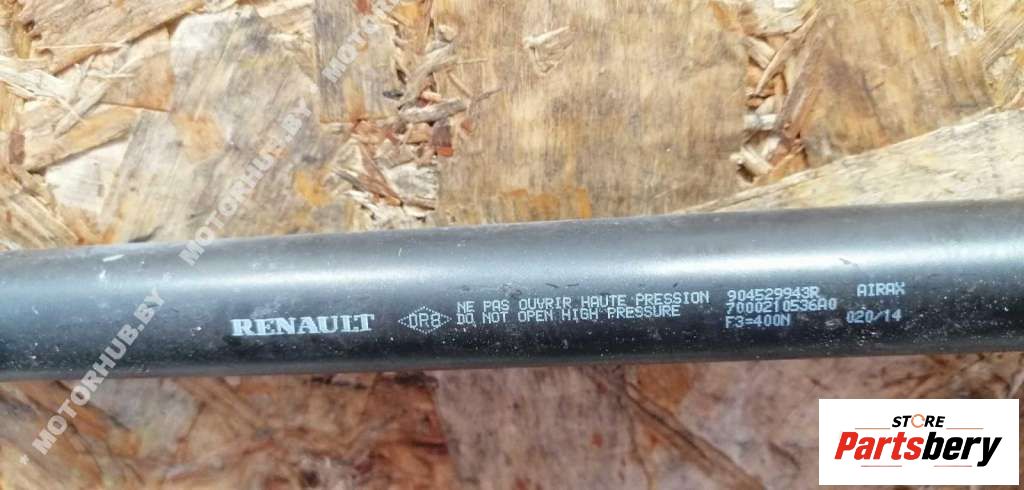 MOTORHUB.BY
* MOTORHUB.BY *
* MOTORHUB.BY *
RENAULT
DR8
NE PAS OUVRIR HAUTE PRESSION
DO NOT OPEN HIGH PRESSURE
904529943R AIRAX
7000210536A0
F3=400N 020/14
STORE
Partsbery